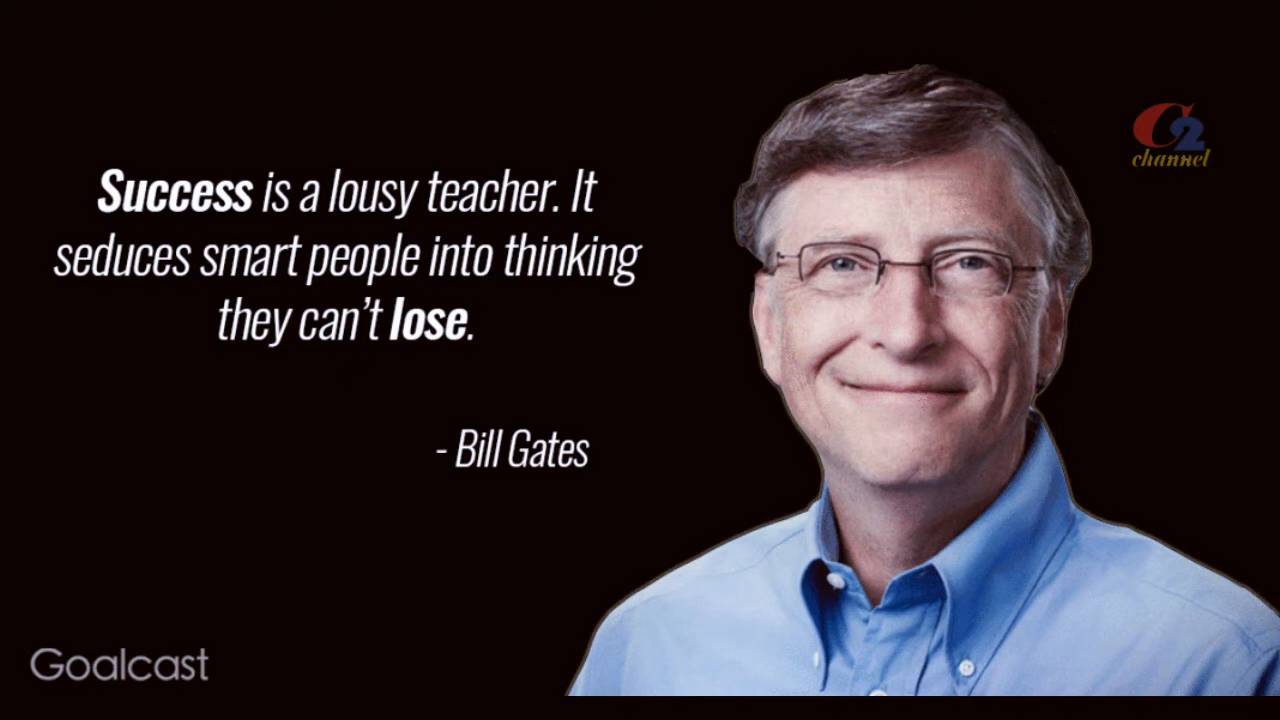 Success is a lousy teacher. It
seduces smart people into thinking
they can’t lose.
- Bill Gates
C2
channel
Goalcast